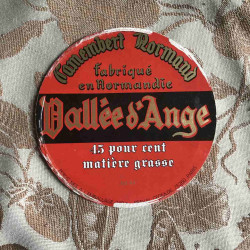 Camembert Normand
fabriqué
en Normandie
Vallée d'Ange
45 pour cent
matière grasse